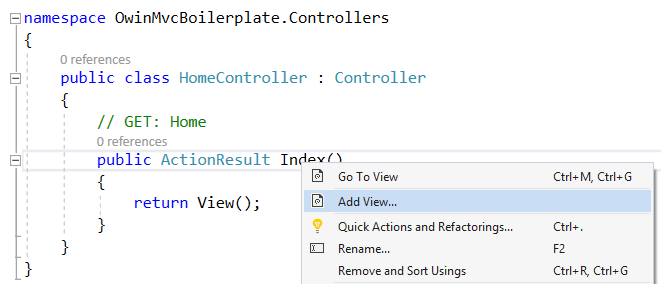 namespace OwinMvcBoilerplate.Controllers
{
0 references
public class HomeController : Controller
{
// GET: Home
0 references
public ActionResult Index()
{
return View();
}
}
}
Go To View Ctrl+M, Ctrl+G
Add View...
Quick Actions and Refactorings... Ctrl+.
Rename... F2
Remove and Sort Usings Ctrl+R, Ctrl+G